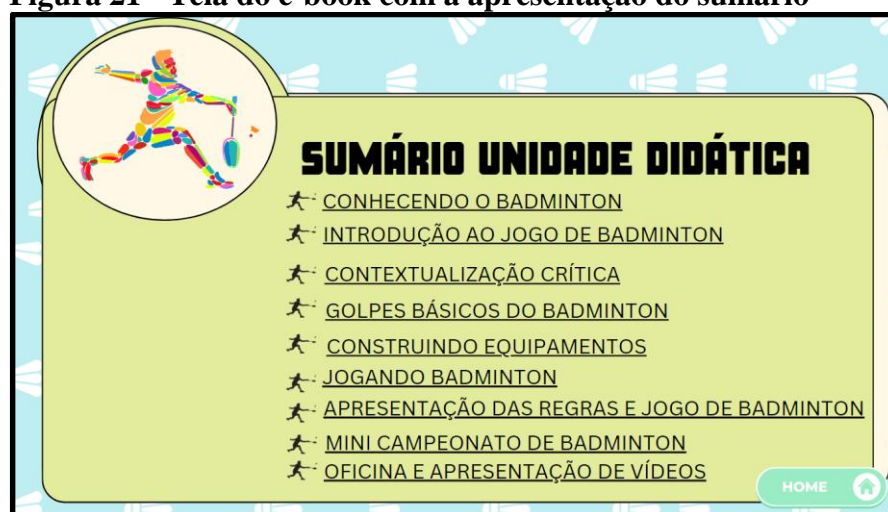 Figura 21 - Tela do e-book com a apresentação do sumário
SUMÁRIO UNIDADE DIDÁTICA
CONHECENDO O BADMINTON
INTRODUÇÃO AO JOGO DE BADMINTON
CONTEXTUALIZAÇÃO CRÍTICA
GOLPES BÁSICOS DO BADMINTON
CONSTRUINDO EQUIPAMENTOS
JOGANDO BADMINTON
APRESENTAÇÃO DAS REGRAS E JOGO DE BADMINTON
MINI CAMPEONATO DE BADMINTON
OFICINA E APRESENTAÇÃO DE VÍDEOS
HOME